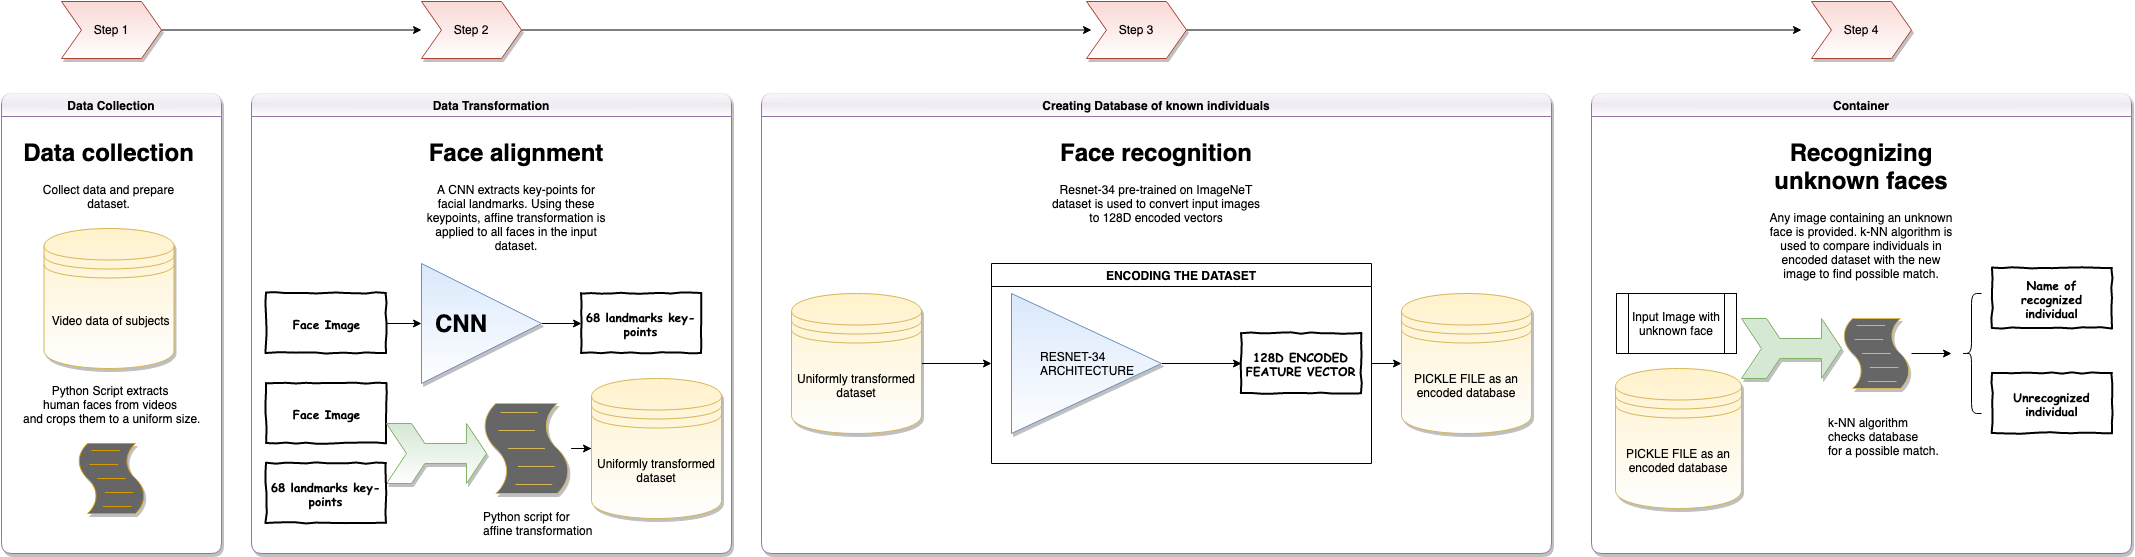 Step 1
Step 2
Step 3
Step 4
Data Collection
Data collection
Collect data and prepare
dataset.
Video data of subjects
Python Script extracts
human faces from videos
and crops them to a uniform size.
Data Transformation
Face alignment
A CNN extracts key-points for
facial landmarks. Using these
keypoints, affine transformation is
applied to all faces in the input
dataset.
Face Image
CNN
68 landmarks key-
points
Face Image
68 landmarks key-
points
Python script for
affine transformation
Uniformly transformed
dataset
Creating Database of known individuals
Face recognition
Resnet-34 pre-trained on ImageNeT
dataset is used to convert input images
to 128D encoded vectors
Uniformly transformed
dataset
ENCODING THE DATASET
RESNET-34
ARCHITECTURE
128D ENCODED
FEATURE VECTOR
PICKLE FILE as an
encoded database
Container
Recognizing
unknown faces
Any image containing an unknown
face is provided. k-NN algorithm is
used to compare individuals in
encoded dataset with the new
image to find possible match.
Input Image with
unknown face
PICKLE FILE as an
encoded database
k-NN algorithm
checks database
for a possible match.
Name of
recognized
individual
Unrecognized
individual